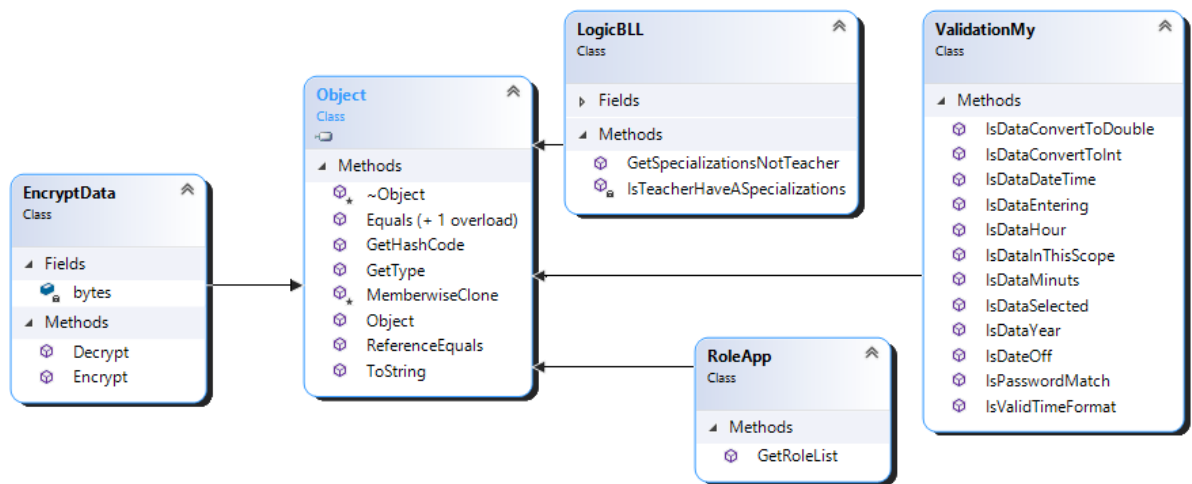 EncryptData
Class
Fields
bytes
Methods
Decrypt
Encrypt
Object
Class
Methods
~Object
Equals (+ 1 overload)
GetHashCode
GetType
MemberwiseClone
Object
ReferenceEquals
ToString
LogicBLL
Class
Fields
Methods
GetSpecializationsNotTeacher
IsTeacherHaveASpecializations
RoleApp
Class
Methods
GetRoleList
ValidationMy
Class
Methods
IsDataConvertToDouble
IsDataConvertToInt
IsDataDateTime
IsDataEntering
IsDataHour
IsDataInThisScope
IsDataMinuts
IsDataSelected
IsDataYear
IsDateOff
IsPasswordMatch
IsValidTimeFormat